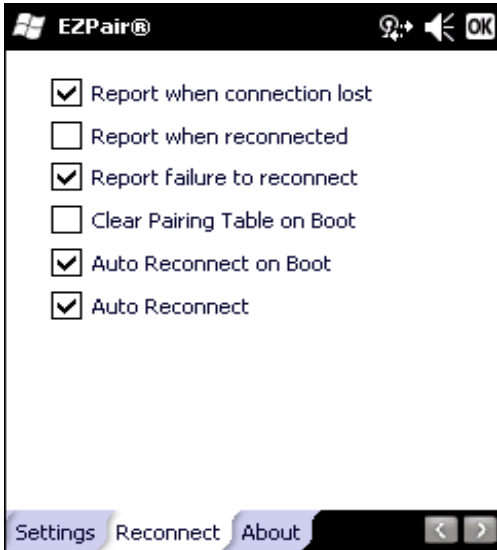 EZPair® OK
Report when connection lost
Report when reconnected
Report failure to reconnect
Clear Pairing Table on Boot
Auto Reconnect on Boot
Auto Reconnect
Settings Reconnect About